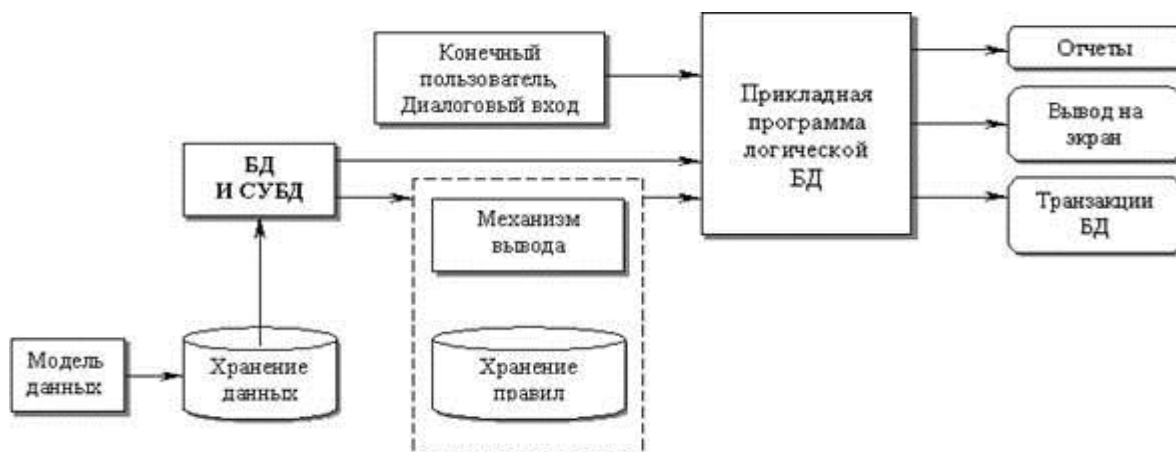 Конечный
пользователь,
Диалоговый вход
Прикладная
программа
логической
БД
Отчеты
Вывод на
экран
Транзакции
БД
БД
И СУБД
Механизм
вывода
Модель
данных
Хранение
данных
Хранение
правил